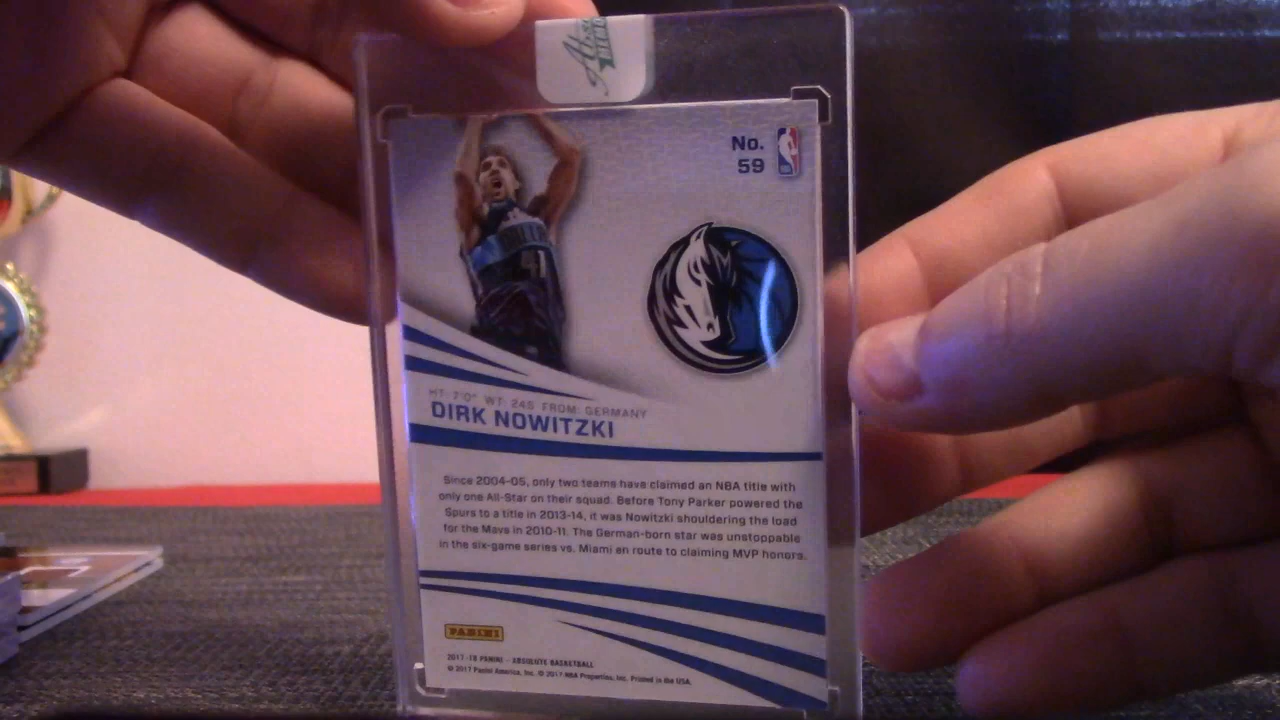 No.
59
41
HT: 7'0" WT: 245 FROM: GERMANY
DIRK NOWITZKI
Since 2004-05, only two teams have claimed an NBA title with
only one All-Star on their squad. Before Tony Parker powered the
Spurs to a title in 2013-14, it was Nowitzki shouldering the load
for the Mavs in 2010-11. The German-born star was unstoppable
in the six-game series vs. Miami en route to claiming MVP honors.
PANINI
2017-18 PANINI - ABSOLUTE BASKETBALL
© 2017 Panini America, Inc. © 2017 NBA Properties, Inc. Printed in the USA.